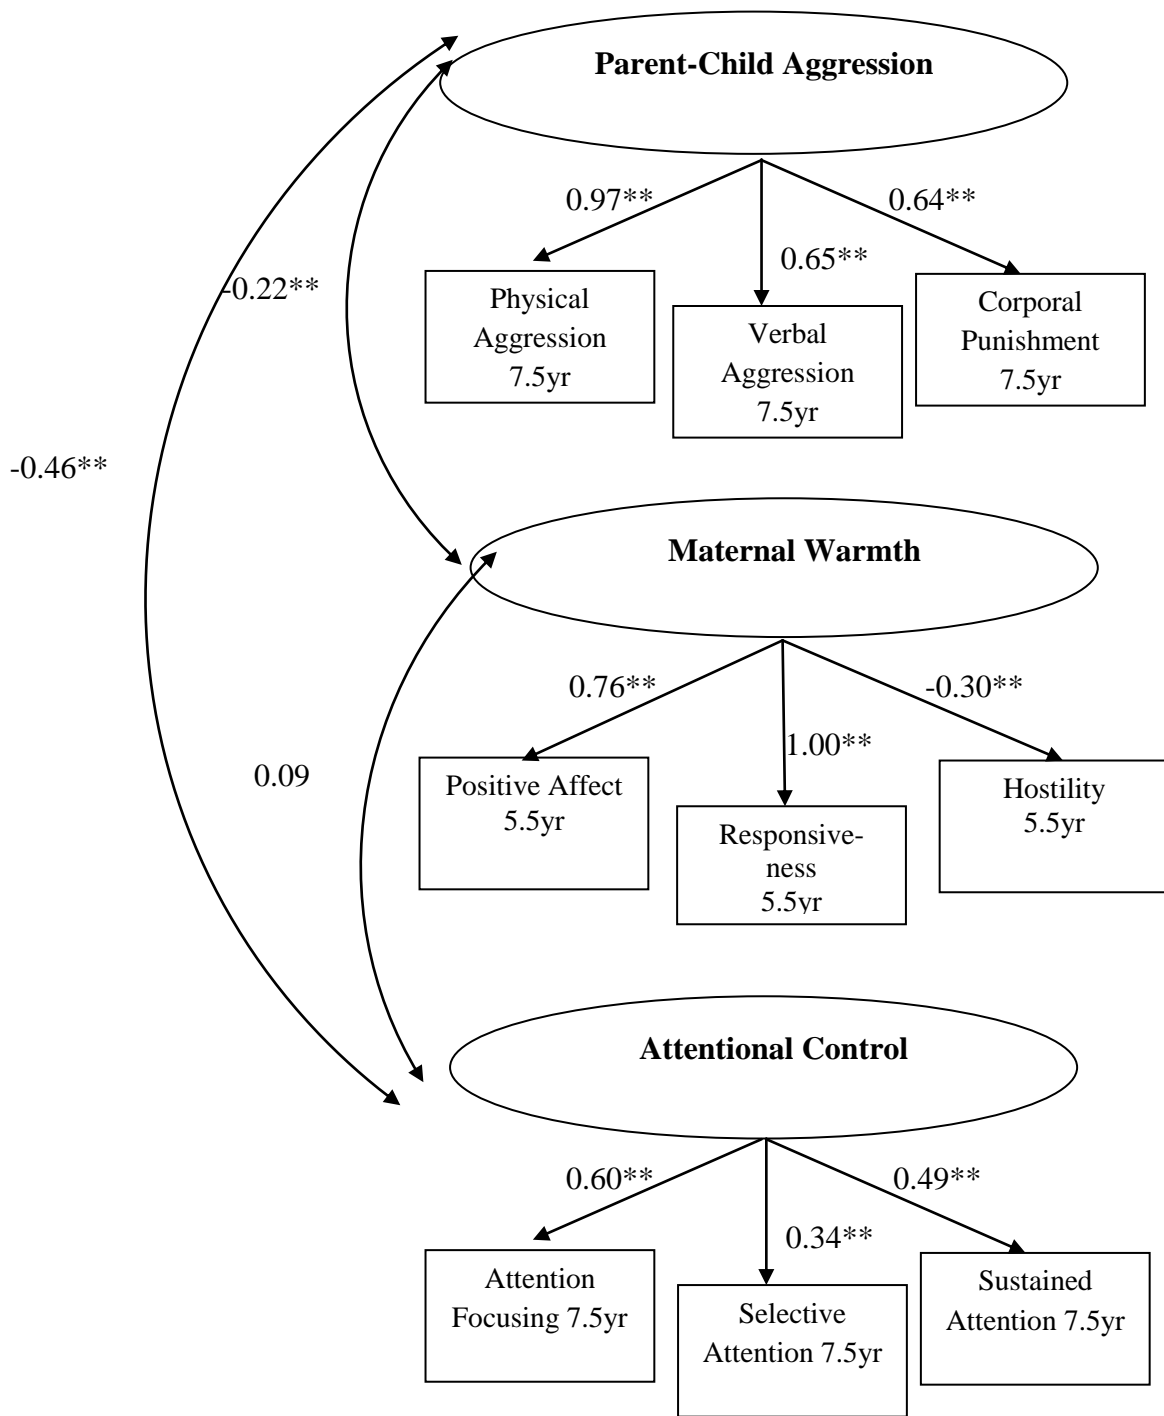 Parent-Child Aggression
0.97**
0.64**
0.65**
-0.22**
Physical
Aggression
7.5yr
Verbal
Aggression
7.5yr
Corporal
Punishment
7.5yr
-0.46**
Maternal Warmth
0.76**
-0.30**
1.00**
0.09
Positive Affect
5.5yr
Responsive-
ness
5.5yr
Hostility
5.5yr
Attentional Control
0.60**
0.49**
0.34**
Attention
Focusing 7.5yr
Selective
Attention 7.5yr
Sustained
Attention 7.5yr